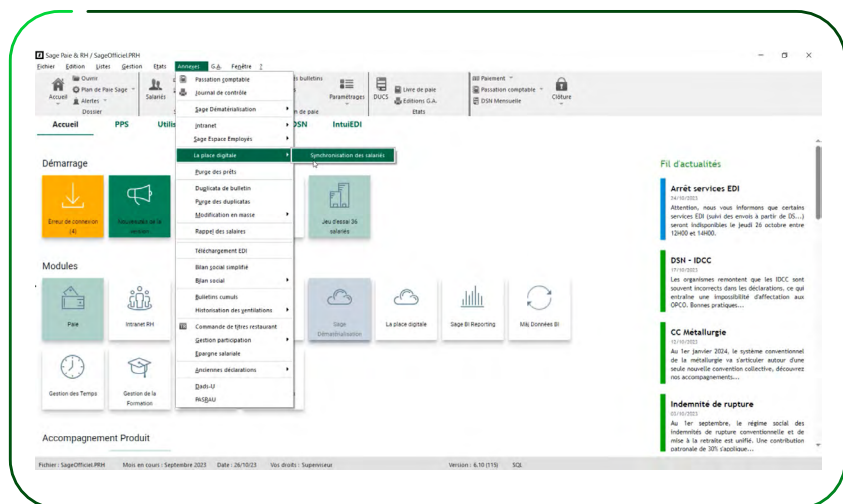 Sage Paie & RH / SageOfficiel.PRH
Fichier Edition Listes Gestion Etats Annexes G.A. Fenêtre ?
Accueil
Ouvrir
Plan de Paie Sage
Alertes
Dossier
Salariés
s bulletins
n de paie
Paramétrages
DUCS
Livre de paie
Editions G.A.
Etats
Paiement
Passation comptable
DSN Mensuelle
Clôture
Accueil PPS Utilis DSN IntuiEDI
Passation comptable
Journal de contrôle
Sage Dématérialisation
Intranet
Sage Espace Employés
La place digitale
Synchronisation des salariés
Purge des prêts
Duplicata de bulletin
Purge des duplicatas
Modification en masse
Rappel des salaires
Téléchargement EDI
Bilan social simplifié
Bilan social
Bulletins cumuls
Historisation des ventilations
Commande de titres restaurant
Gestion participation
Epargne salariale
Anciennes déclarations
Dads-U
PASRAU
Démarrage
Erreur de connexion
(4)
Nouveautés de la
version
Jeu d'essai 36
salariés
Modules
Paie
Intranet RH
Sage
Dématérialisation
La place digitale
Sage BI Reporting
Màj Données BI
Gestion des Temps
Gestion de la
Formation
Accompagnement Produit
Fil d'actualités
Arrêt services EDI
24/10/2023
Attention, nous vous informons que certains
services EDI (suivi des envois à partir de DS...)
seront indisponibles le jeudi 26 octobre entre
12H00 et 14H00.
DSN - IDCC
17/10/2023
Les organismes remontent que les IDCC sont
souvent incorrects dans les déclarations, ce qui
entraîne une impossibilité d'affectation aux
OPCO. Bonnes pratiques...
CC Métallurgie
12/10/2023
Au 1er janvier 2024, le système conventionnel
de la métallurgie va s'articuler autour d'une
seule nouvelle convention collective, découvrez
nos accompagnements...
Indemnité de rupture
03/10/2023
Au 1er septembre, le régime social des
indemnités de rupture conventionnelle et de
mise à la retraite est unifié. Une contribution
patronale de 30% s'applique...
Fichier : SageOfficiel.PRH Mois en cours : Septembre 2023 Date : 26/10/23 Vos droits : Superviseur Version : 6.10 (115) SQL